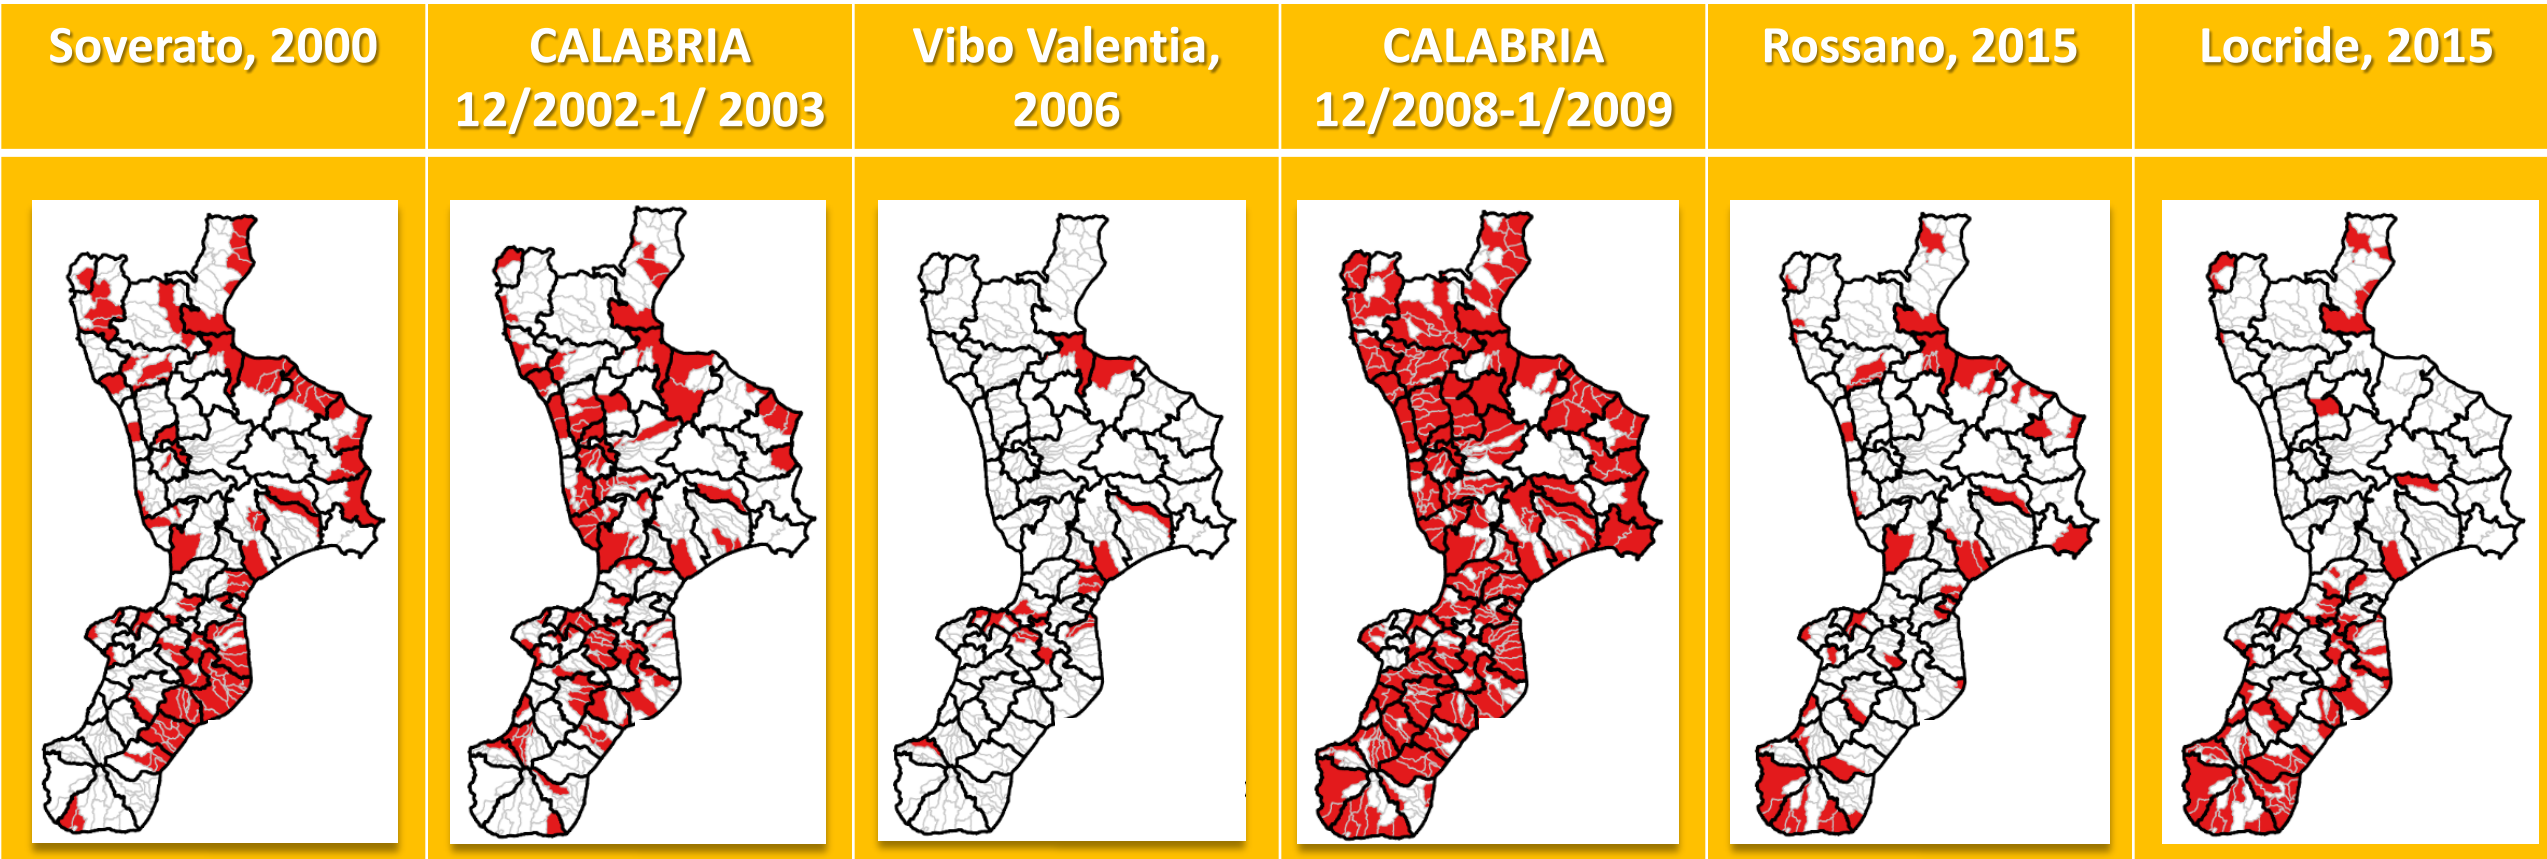 Soverato, 2000
CALABRIA
12/2002-1/ 2003
Vibo Valentia,
2006
CALABRIA
12/2008-1/2009
Rossano, 2015
Locride, 2015